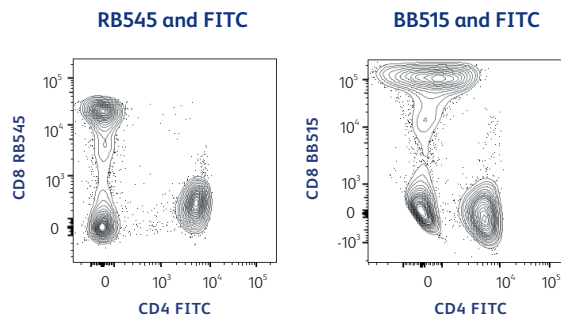 RB545 and FITC
BB515 and FITC
CD8 RB545
10⁵
10⁴
10³
0
0
10³
10⁴
10⁵
CD4 FITC
CD8 BB515
10⁵
10⁴
10³
0
-10³
0
10⁴
10⁵
CD4 FITC